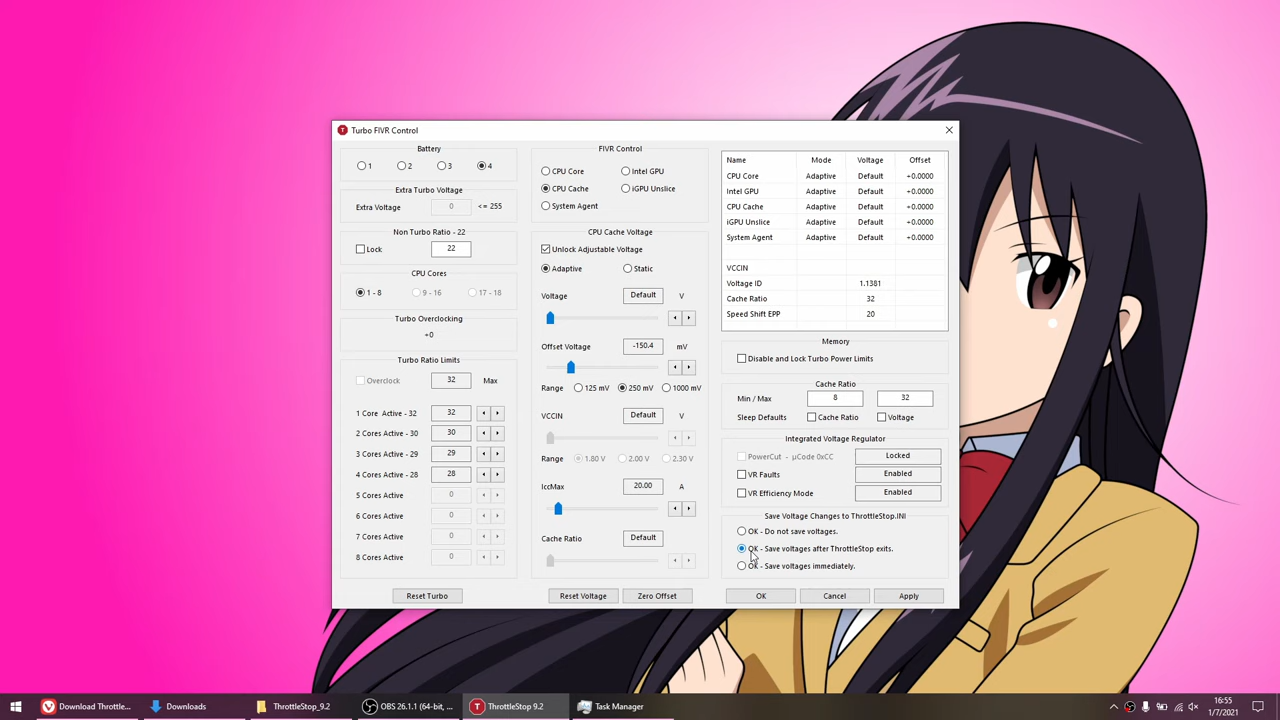 Turbo FIVR Control
Battery
1 2 3 4
Extra Turbo Voltage
Extra Voltage 0 <= 255
Non Turbo Ratio - 22
Lock 22
CPU Cores
1 - 8 9 - 16 17 - 18
Turbo Overclocking
+0
Turbo Ratio Limits
Overclock 32 Max
1 Core Active - 32 32
2 Cores Active - 30 30
3 Cores Active - 29 29
4 Cores Active - 28 28
5 Cores Active 0
6 Cores Active 0
7 Cores Active 0
8 Cores Active 0
Reset Turbo
FIVR Control
CPU Core Intel GPU
CPU Cache iGPU Unslice
System Agent
CPU Cache Voltage
Unlock Adjustable Voltage
Adaptive Static
Voltage Default V
Offset Voltage -150.4 mV
Range 125 mV 250 mV 1000 mV
VCCIN Default V
Range 1.80 V 2.00 V 2.30 V
IccMax 20.00 A
Cache Ratio Default
Reset Voltage Zero Offset
Name Mode Voltage Offset
CPU Core Adaptive Default +0.0000
Intel GPU Adaptive Default +0.0000
CPU Cache Adaptive Default +0.0000
iGPU Unslice Adaptive Default +0.0000
System Agent Adaptive Default +0.0000
VCCIN
Voltage ID 1.1381
Cache Ratio 32
Speed Shift EPP 20
Memory
Disable and Lock Turbo Power Limits
Cache Ratio
Min / Max 8 32
Sleep Defaults Cache Ratio Voltage
Integrated Voltage Regulator
PowerCut - µCode 0xCC Locked
VR Faults Enabled
VR Efficiency Mode Enabled
Save Voltage Changes to ThrottleStop.INI
OK - Do not save voltages.
OK - Save voltages after ThrottleStop exits.
OK - Save voltages immediately.
OK Cancel Apply
Download Throttle... Downloads ThrottleStop_9.2 OBS 26.1.1 (64-bit, ... ThrottleStop 9.2 Task Manager
16:55
1/7/2021